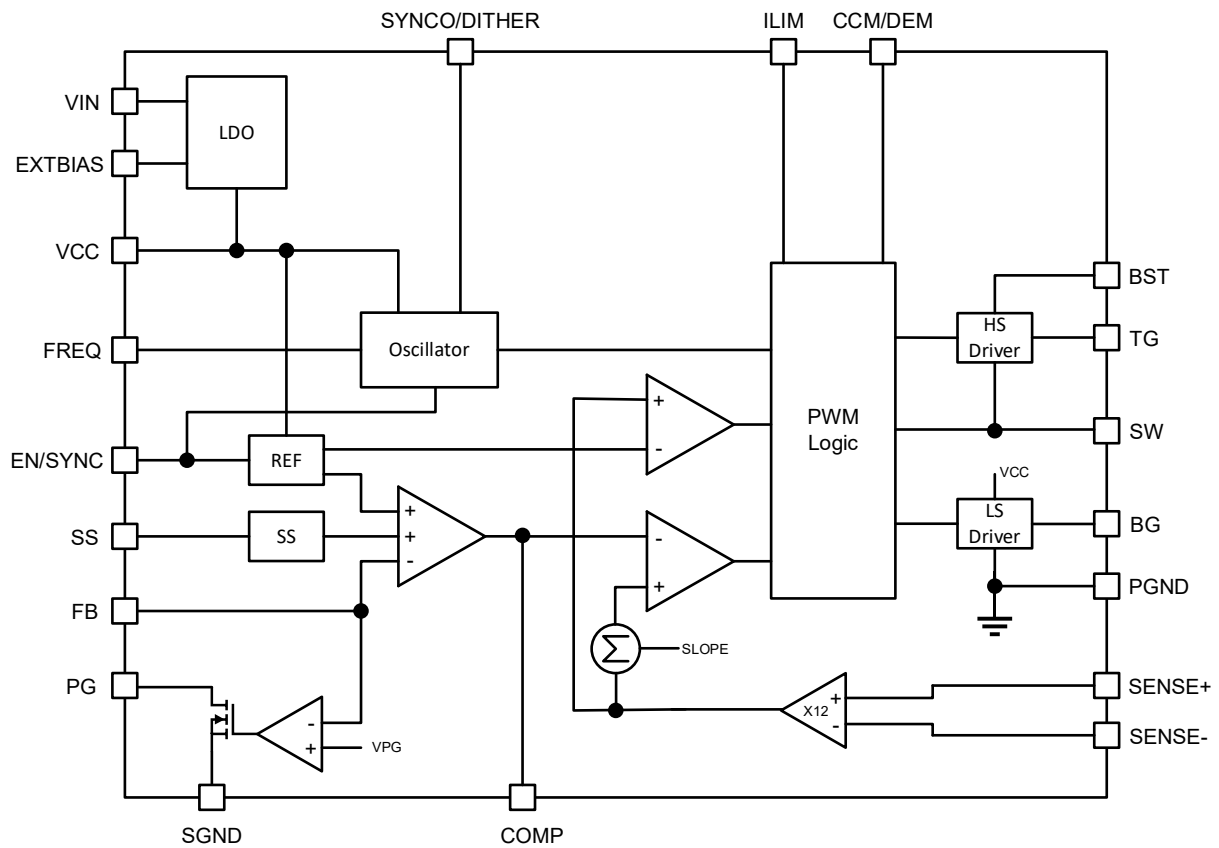 SYNCO/DITHER
ILIM
CCM/DEM
VIN
LDO
EXTBIAS
VCC
BST
HS
Driver
TG
FREQ
Oscillator
+
-
PWM
Logic
SW
EN/SYNC
REF
VCC
SS
SS
+
+
-
-
+
LS
Driver
BG
FB
PGND
Σ
SLOPE
PG
X12
+
-
SENSE+
SENSE-
-
+
VPG
SGND
COMP